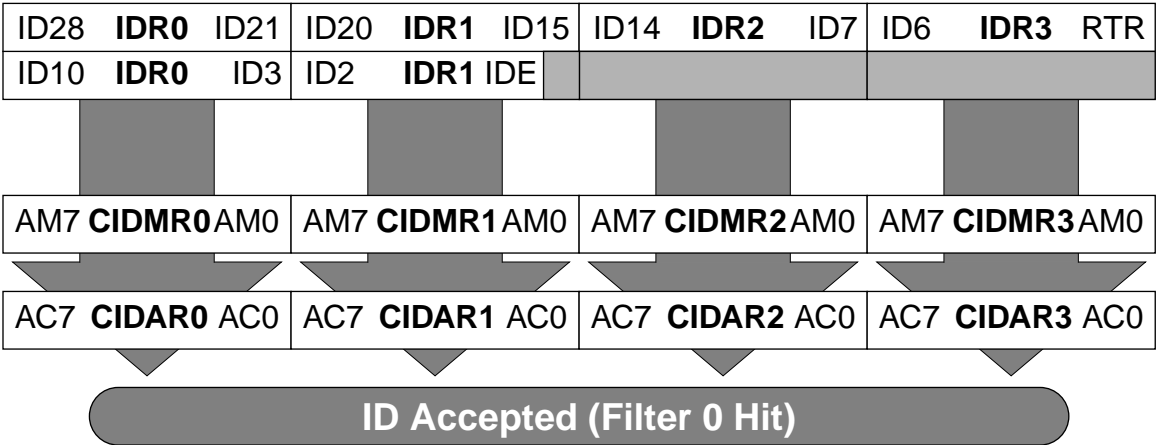 ID28 IDR0 ID21 ID20 IDR1 ID15 ID14 IDR2 ID7 ID6 IDR3 RTR
ID10 IDR0 ID3 ID2 IDR1 IDE
AM7 CIDMR0 AM0 AM7 CIDMR1 AM0 AM7 CIDMR2 AM0 AM7 CIDMR3 AM0
AC7 CIDAR0 AC0 AC7 CIDAR1 AC0 AC7 CIDAR2 AC0 AC7 CIDAR3 AC0
ID Accepted (Filter 0 Hit)